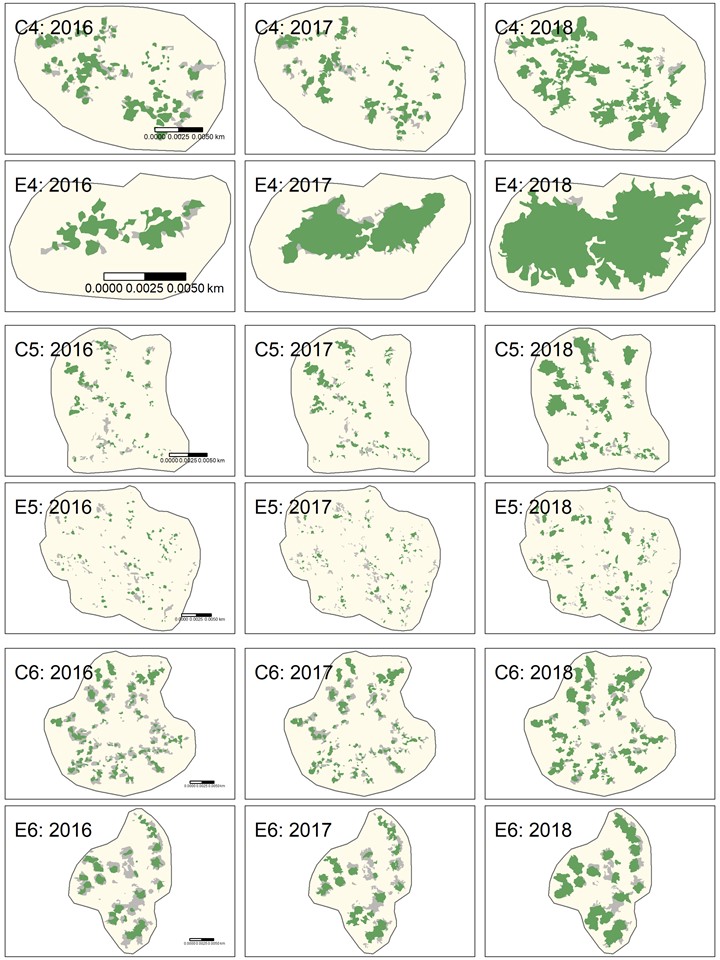 C4: 2016
C4: 2017
C4: 2018
0.0000 0.0025 0.0050 km
E4: 2016
E4: 2017
E4: 2018
0.0000 0.0025 0.0050 km
C5: 2016
C5: 2017
C5: 2018
0.0000 0.0025 0.0050 km
E5: 2016
E5: 2017
E5: 2018
0.0000 0.0025 0.0050 km
C6: 2016
C6: 2017
C6: 2018
0.0000 0.0025 0.0050 km
E6: 2016
E6: 2017
E6: 2018
0.0000 0.0025 0.0050 km